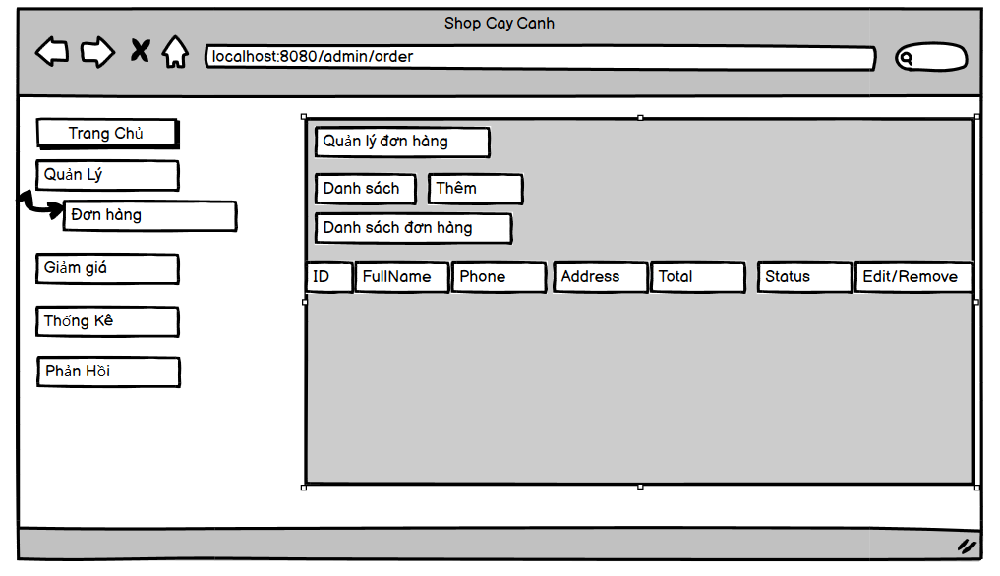 Shop Cay Canh
localhost:8080/admin/order
Trang Chủ
Quản Lý
Đơn hàng
Giảm giá
Thống Kê
Phản Hồi
Quản lý đơn hàng
Danh sách Thêm
Danh sách đơn hàng
ID FullName Phone Address Total Status Edit/Remove